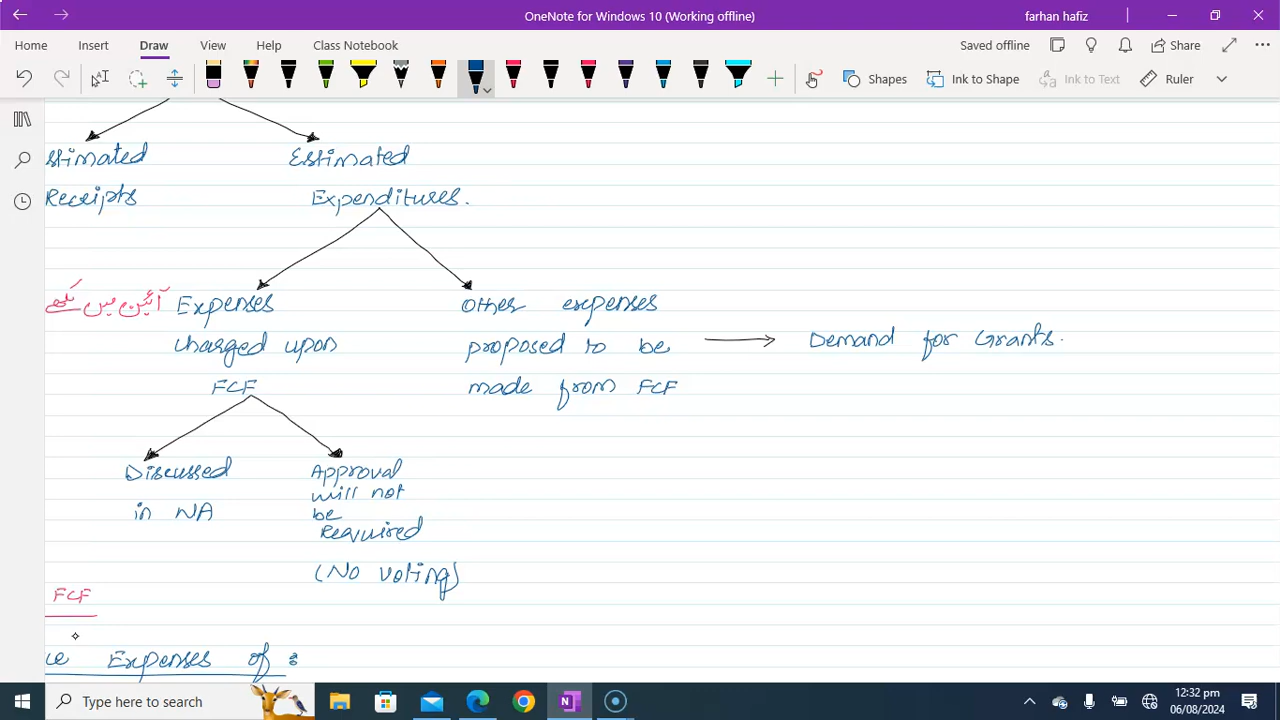 OneNote for Windows 10 (Working offline)
farhan hafiz
Home Insert Draw View Help Class Notebook
Saved offline
Share
Shapes
Ink to Shape
Ink to Text
Ruler
stimated
Receipts
Estimated
Expenditures.
آئین میں لکھے
Expenses
charged upon
FCF
Other expenses
proposed to be
made from FCF
Demand for Grants.
Discussed
in NA
Approval
will not
be
Required
(No voting)
FCF
ce Expenses of :
Type here to search
12:32 pm
06/08/2024